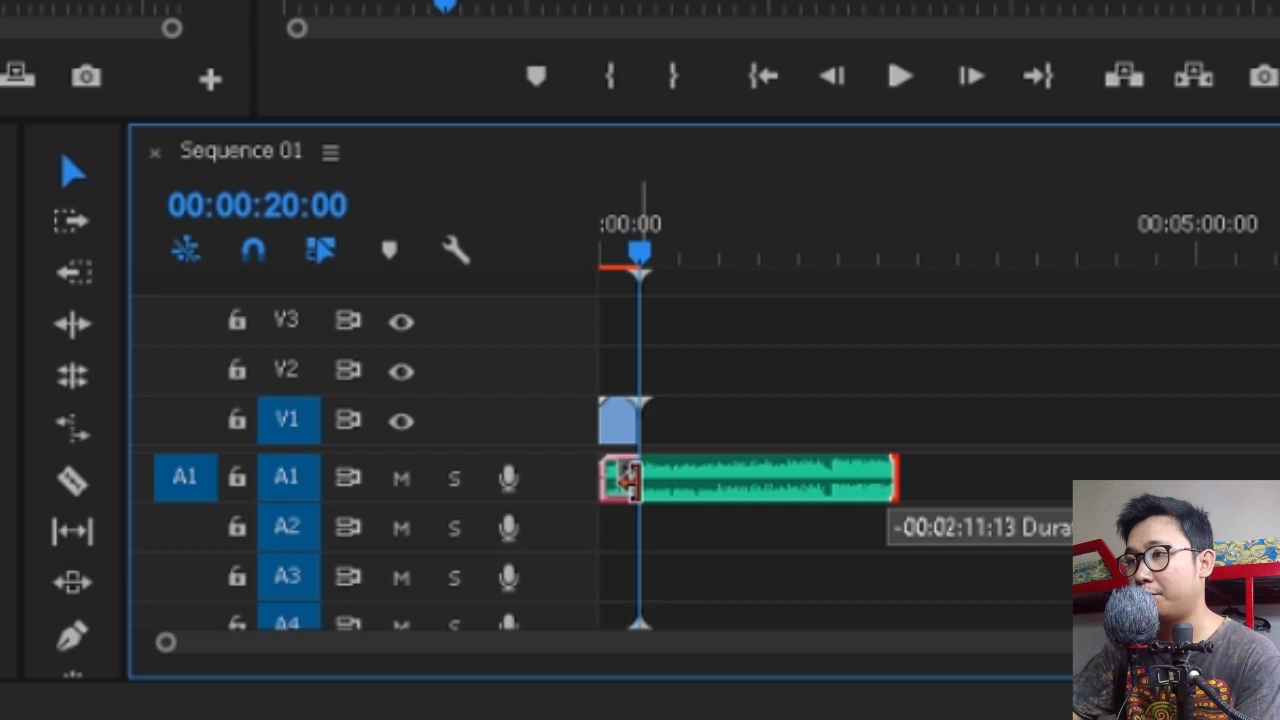 Sequence 01
00:00:20:00
:00:00
00:05:00:00
V3
V2
V1
A1 A1 M S
-00:02:11:13
A2 M S
A3 M S
A4